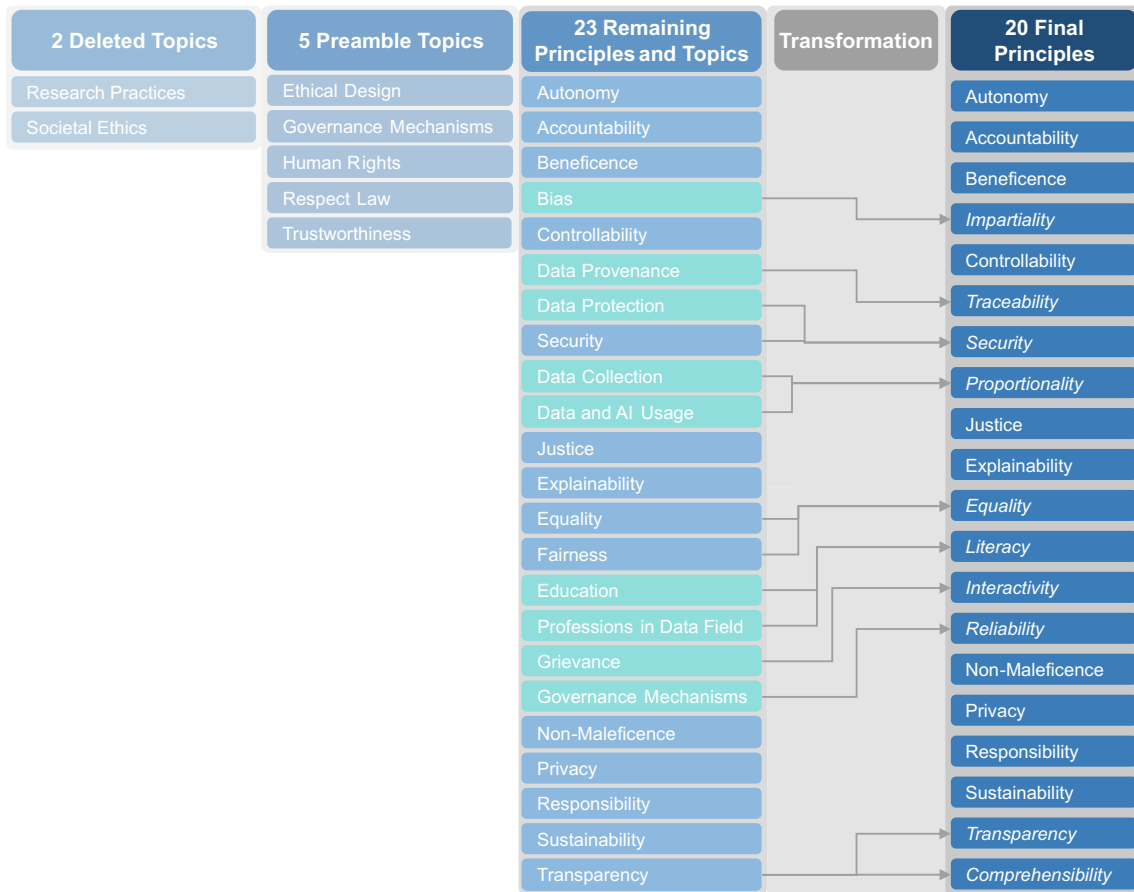 2 Deleted Topics
Research Practices
Societal Ethics
5 Preamble Topics
Ethical Design
Governance Mechanisms
Human Rights
Respect Law
Trustworthiness
23 Remaining
Principles and Topics
Autonomy
Accountability
Beneficence
Bias
Controllability
Data Provenance
Data Protection
Security
Data Collection
Data and AI Usage
Justice
Explainability
Equality
Fairness
Education
Professions in Data Field
Grievance
Governance Mechanisms
Non-Maleficence
Privacy
Responsibility
Sustainability
Transparency
Transformation
20 Final
Principles
Autonomy
Accountability
Beneficence
Impartiality
Controllability
Traceability
Security
Proportionality
Justice
Explainability
Equality
Literacy
Interactivity
Reliability
Non-Maleficence
Privacy
Responsibility
Sustainability
Transparency
Comprehensibility